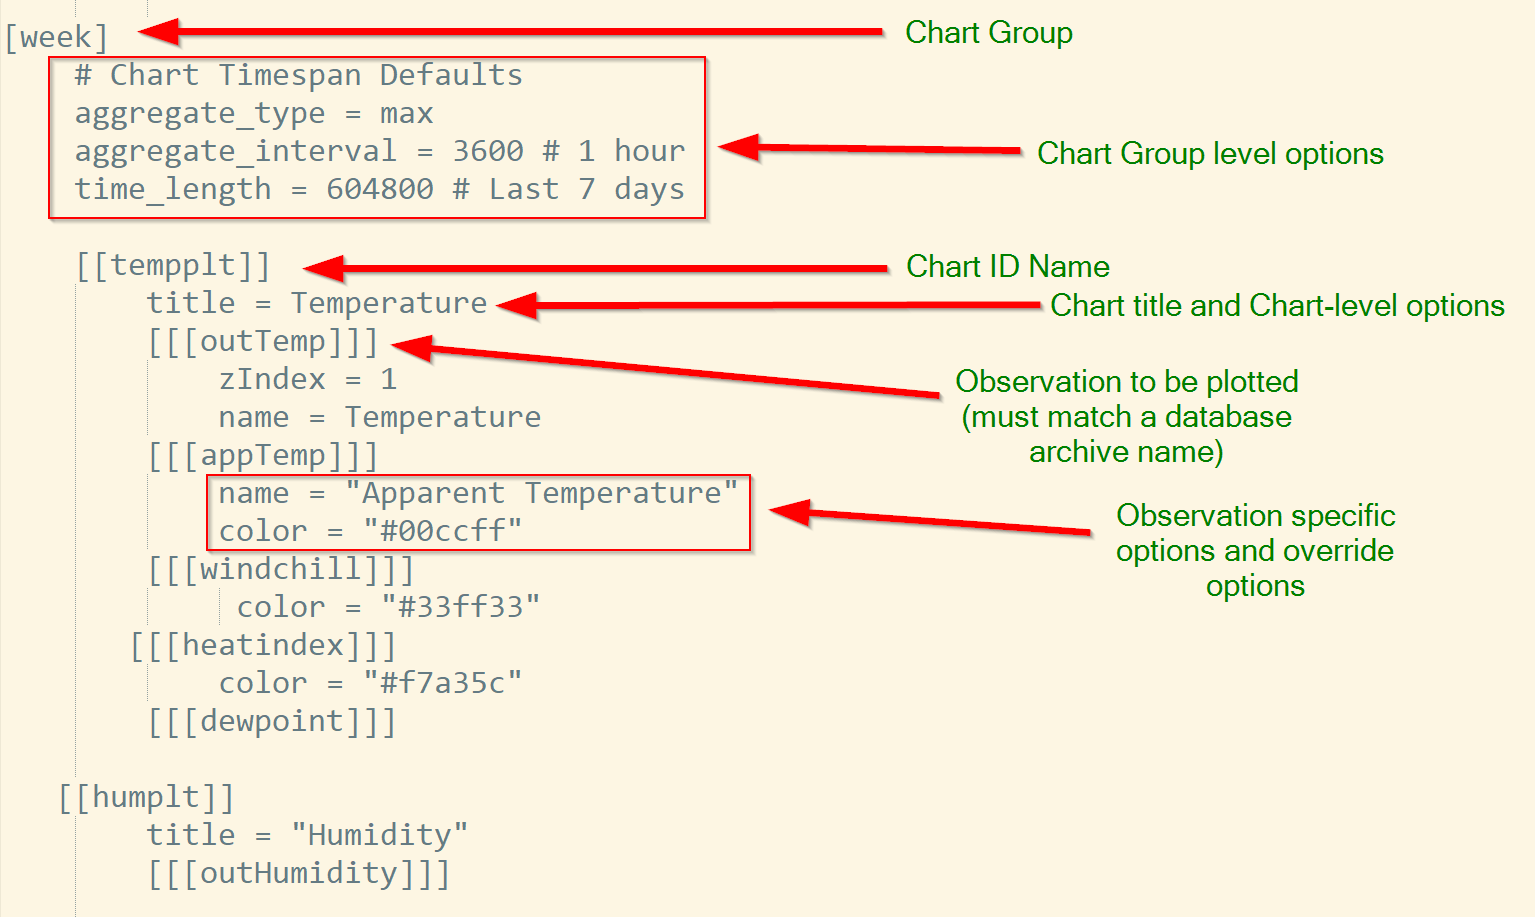 [week]
Chart Group
# Chart Timespan Defaults
aggregate_type = max
aggregate_interval = 3600 # 1 hour
Chart Group level options
time_length = 604800 # Last 7 days
[[tempplt]]
Chart ID Name
title = Temperature
Chart title and Chart-level options
[[[outTemp]]]
zIndex = 1
Observation to be plotted
(must match a database
archive name)
name = Temperature
[[[appTemp]]]
name = "Apparent Temperature"
color = "#00ccff"
Observation specific
options and override
options
[[[windchill]]]
color = "#33ff33"
[[[heatindex]]]
color = "#f7a35c"
[[[dewpoint]]]
[[humplt]]
title = "Humidity"
[[[outHumidity]]]